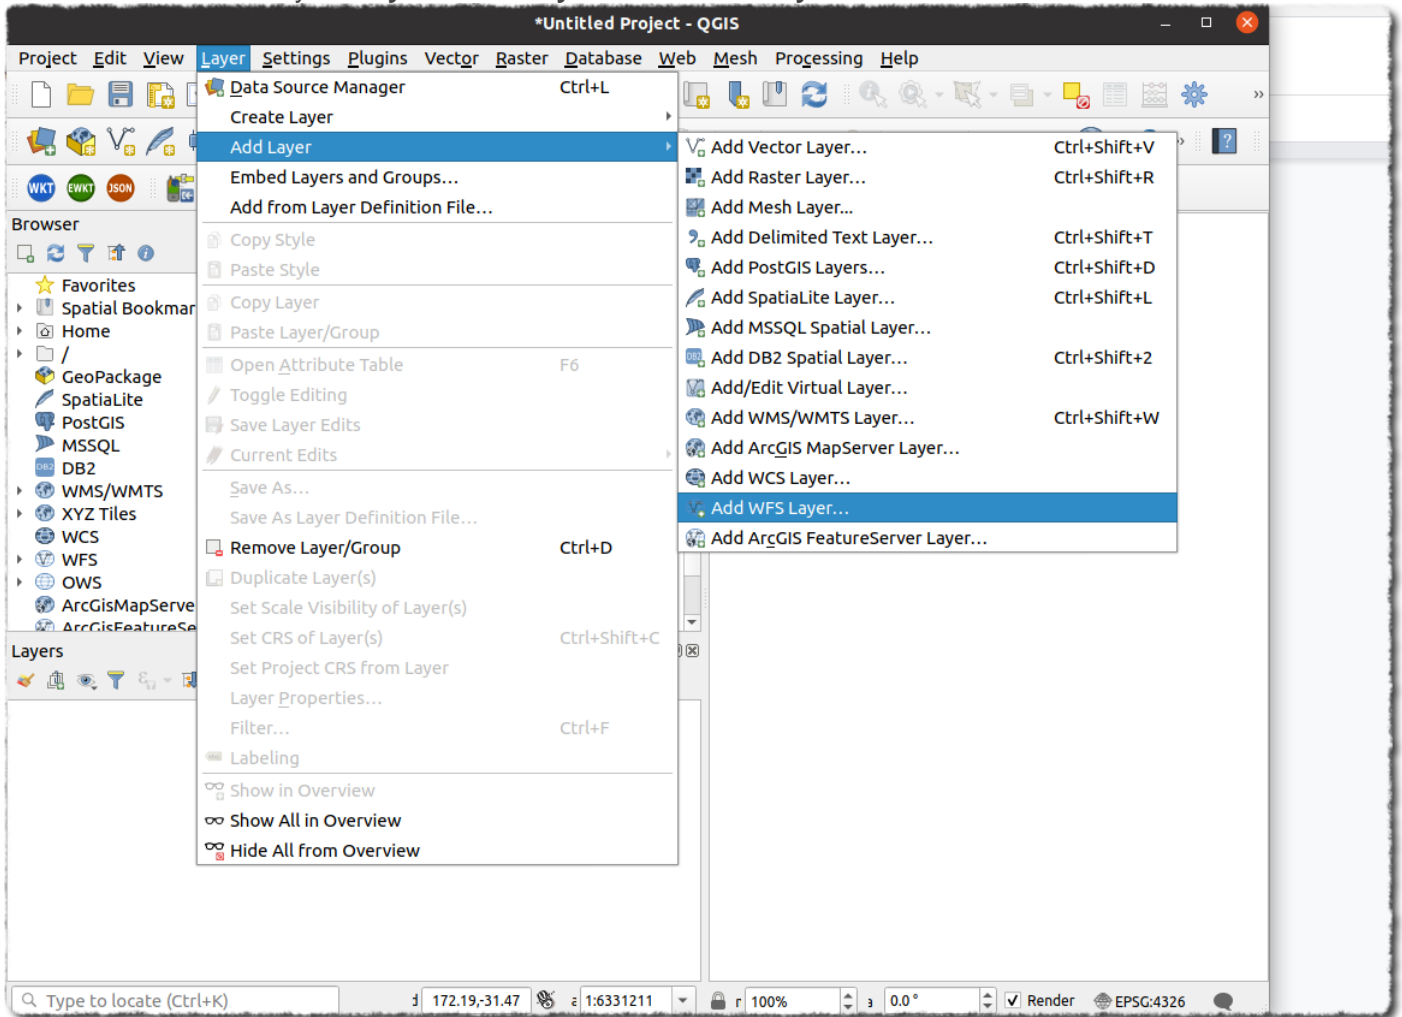 *Untitled Project - QGIS
Project Edit View Layer Settings Plugins Vector Raster Database Web Mesh Processing Help
Data Source Manager Ctrl+L
Create Layer
Add Layer
Embed Layers and Groups...
Add from Layer Definition File...
Copy Style
Paste Style
Copy Layer
Paste Layer/Group
Open Attribute Table F6
Toggle Editing
Save Layer Edits
Current Edits
Save As...
Save As Layer Definition File...
Remove Layer/Group Ctrl+D
Duplicate Layer(s)
Set Scale Visibility of Layer(s)
Set CRS of Layer(s) Ctrl+Shift+C
Set Project CRS from Layer
Layer Properties...
Filter... Ctrl+F
Labeling
Show in Overview
Show All in Overview
Hide All from Overview
Add Vector Layer... Ctrl+Shift+V
Add Raster Layer... Ctrl+Shift+R
Add Mesh Layer...
Add Delimited Text Layer... Ctrl+Shift+T
Add PostGIS Layers... Ctrl+Shift+D
Add SpatiaLite Layer... Ctrl+Shift+L
Add MSSQL Spatial Layer...
Add DB2 Spatial Layer... Ctrl+Shift+2
Add/Edit Virtual Layer...
Add WMS/WMTS Layer... Ctrl+Shift+W
Add ArcGIS MapServer Layer...
Add WCS Layer...
Add WFS Layer...
Add ArcGIS FeatureServer Layer...
WKT EWKT JSON
Browser
Favorites
Spatial Bookmar
Home
/
GeoPackage
SpatiaLite
PostGIS
MSSQL
DB2
WMS/WMTS
XYZ Tiles
WCS
WFS
OWS
ArcGisMapServe
ArcGisFeatureSe
Layers
Type to locate (Ctrl+K) 172.19,-31.47 1:6331211 100% 0.0 ° Render EPSG:4326